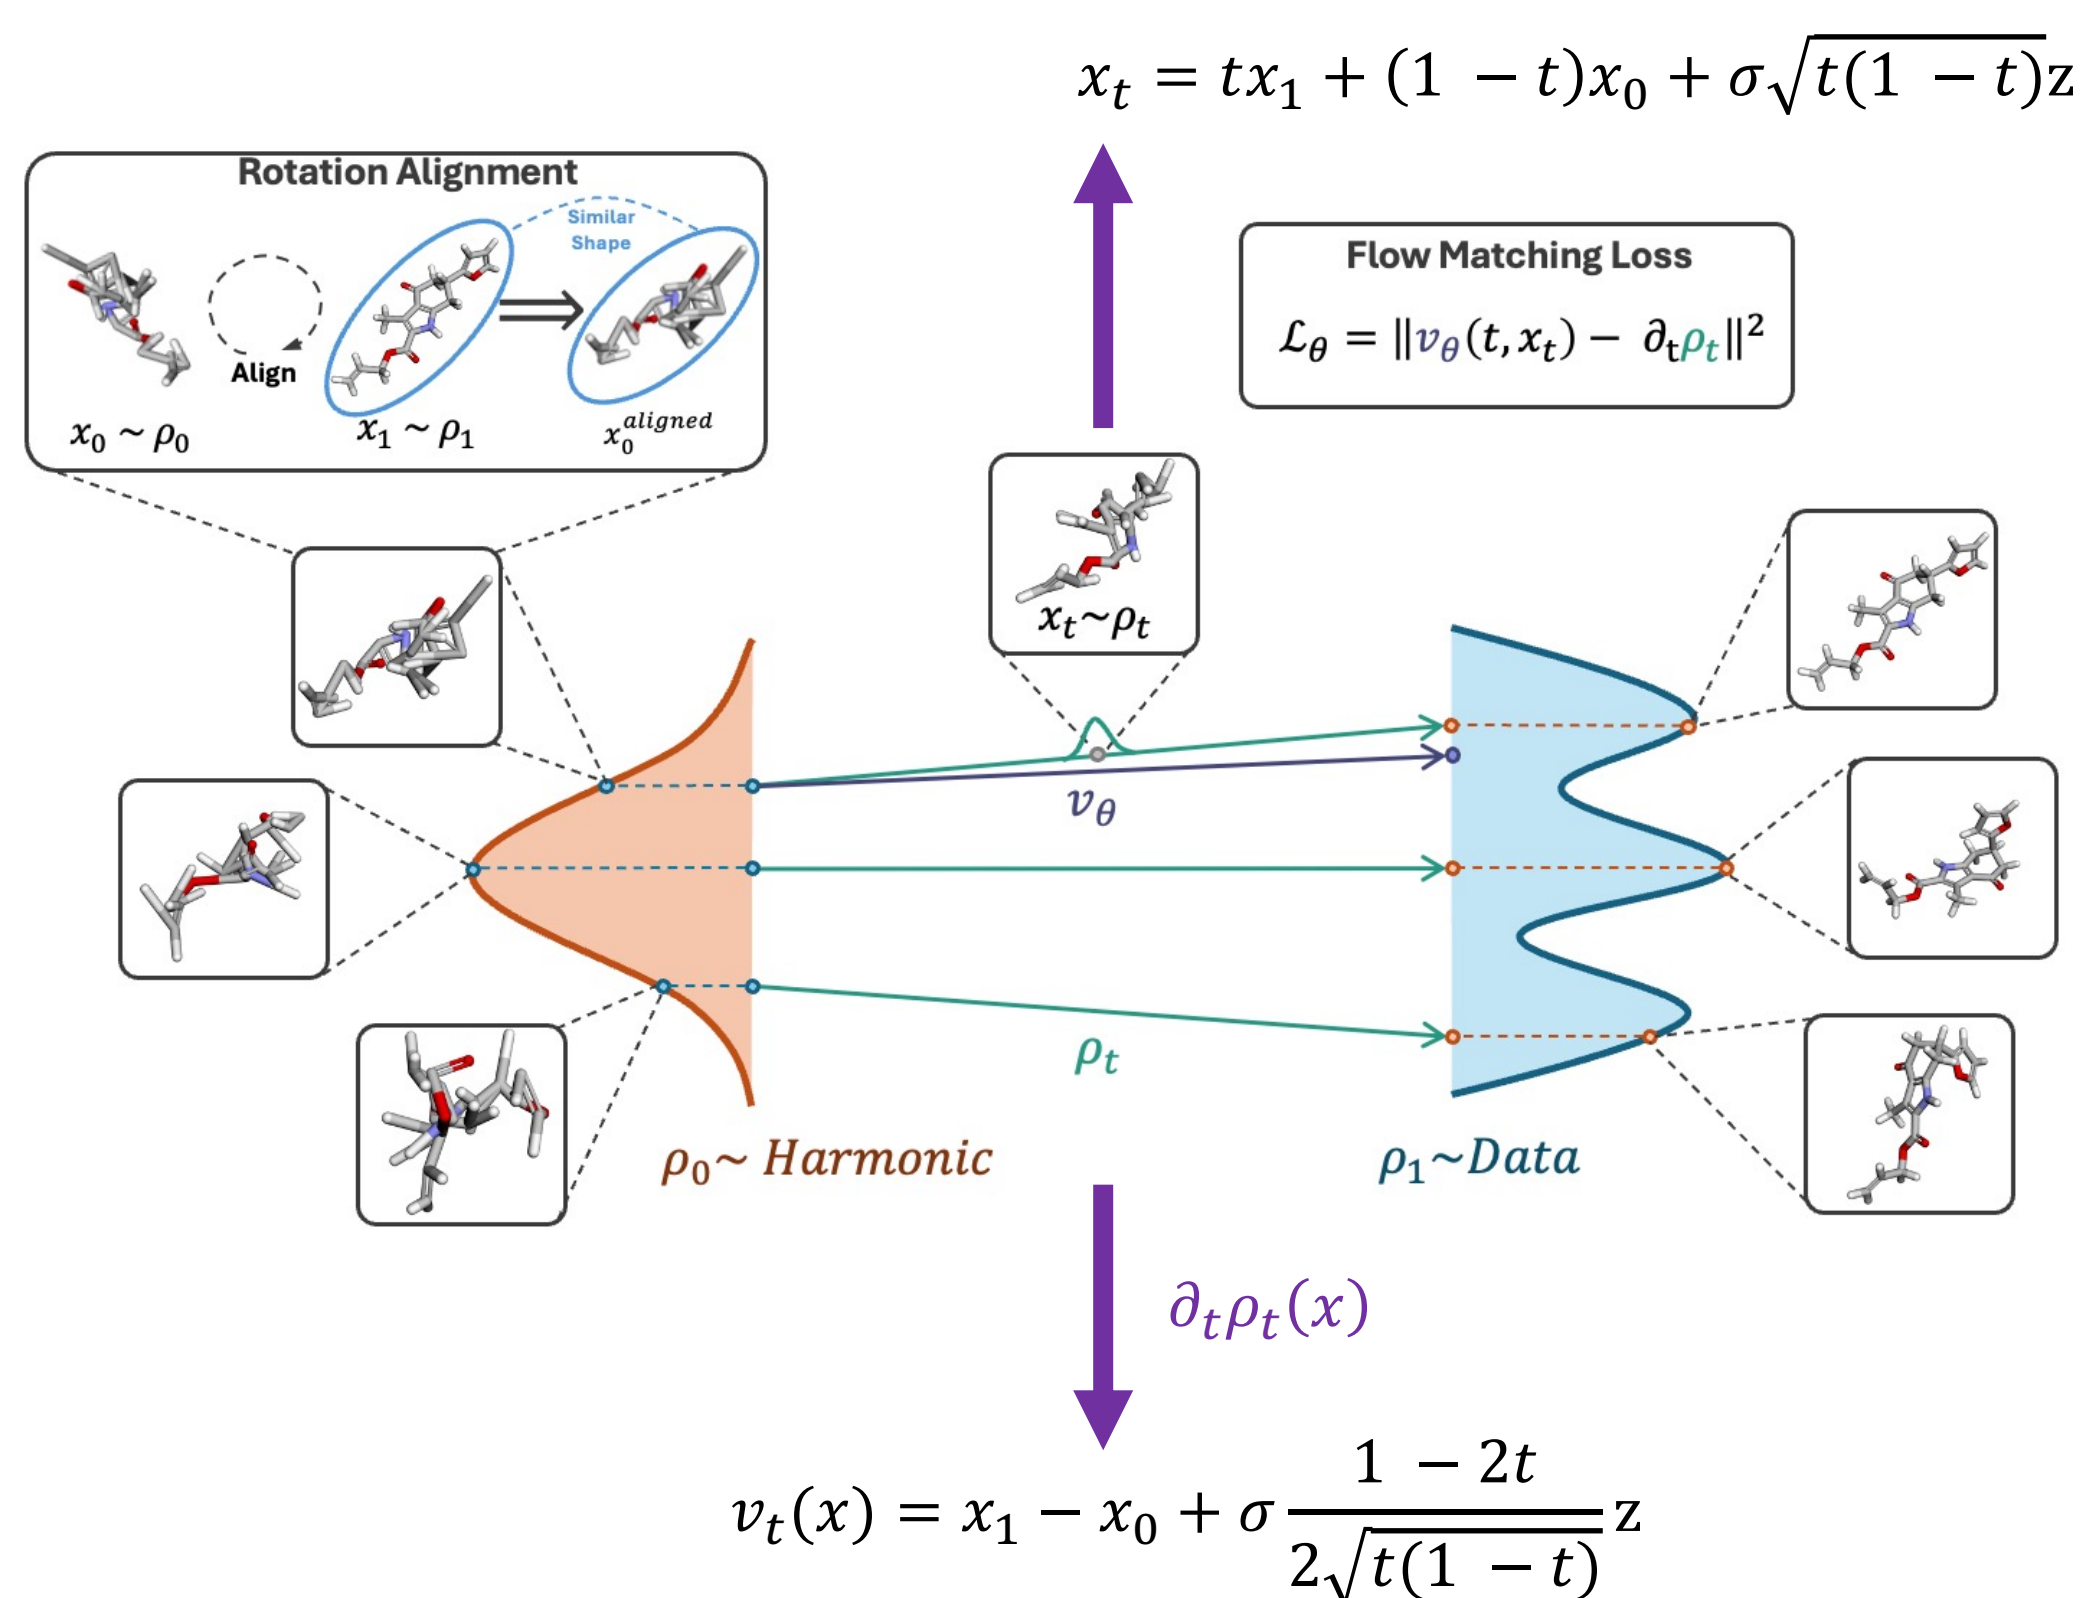 x_t = tx_1 + (1 − t)x_0 + σ√(t(1 − t))z
Rotation Alignment
Similar
Shape
Align
x_0 ~ ρ_0
x_1 ~ ρ_1
x_0^{aligned}
Flow Matching Loss
ℒ_θ = ‖v_θ(t, x_t) − ∂_tρ_t‖²
x_t~ρ_t
v_θ
ρ_t
ρ_0~ Harmonic
ρ_1~Data
∂_tρ_t(x)
v_t(x) = x_1 − x_0 + σ \frac{1 − 2t}{2√(t(1 − t))} z